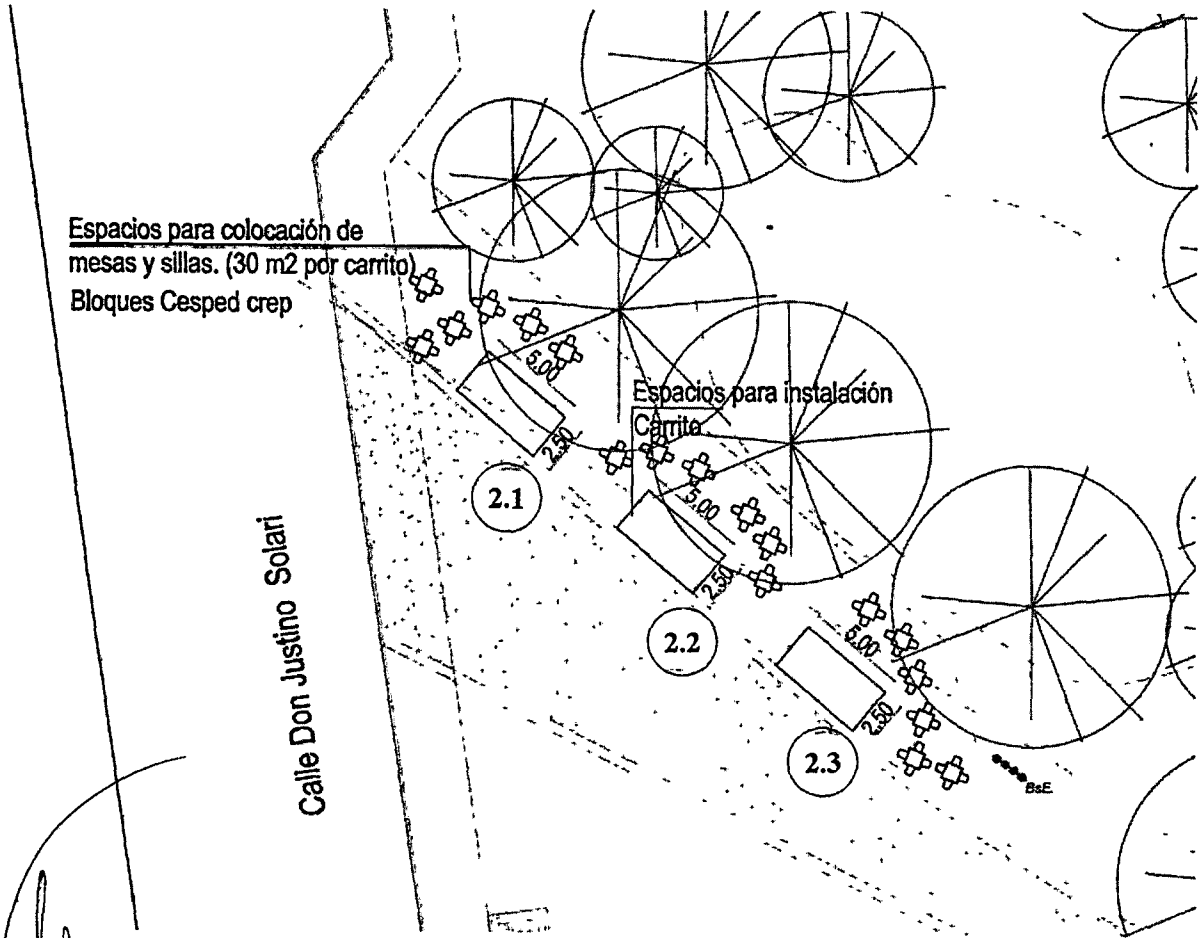 Espacios para colocación de
mesas y sillas. (30 m2 por carrito)
Bloques Cesped crep
5.00
2.50
2.1
Espacios para instalación
Carrito
5.00
2.50
2.2
5.00
2.50
2.3
BsE
Calle Don Justino Solari